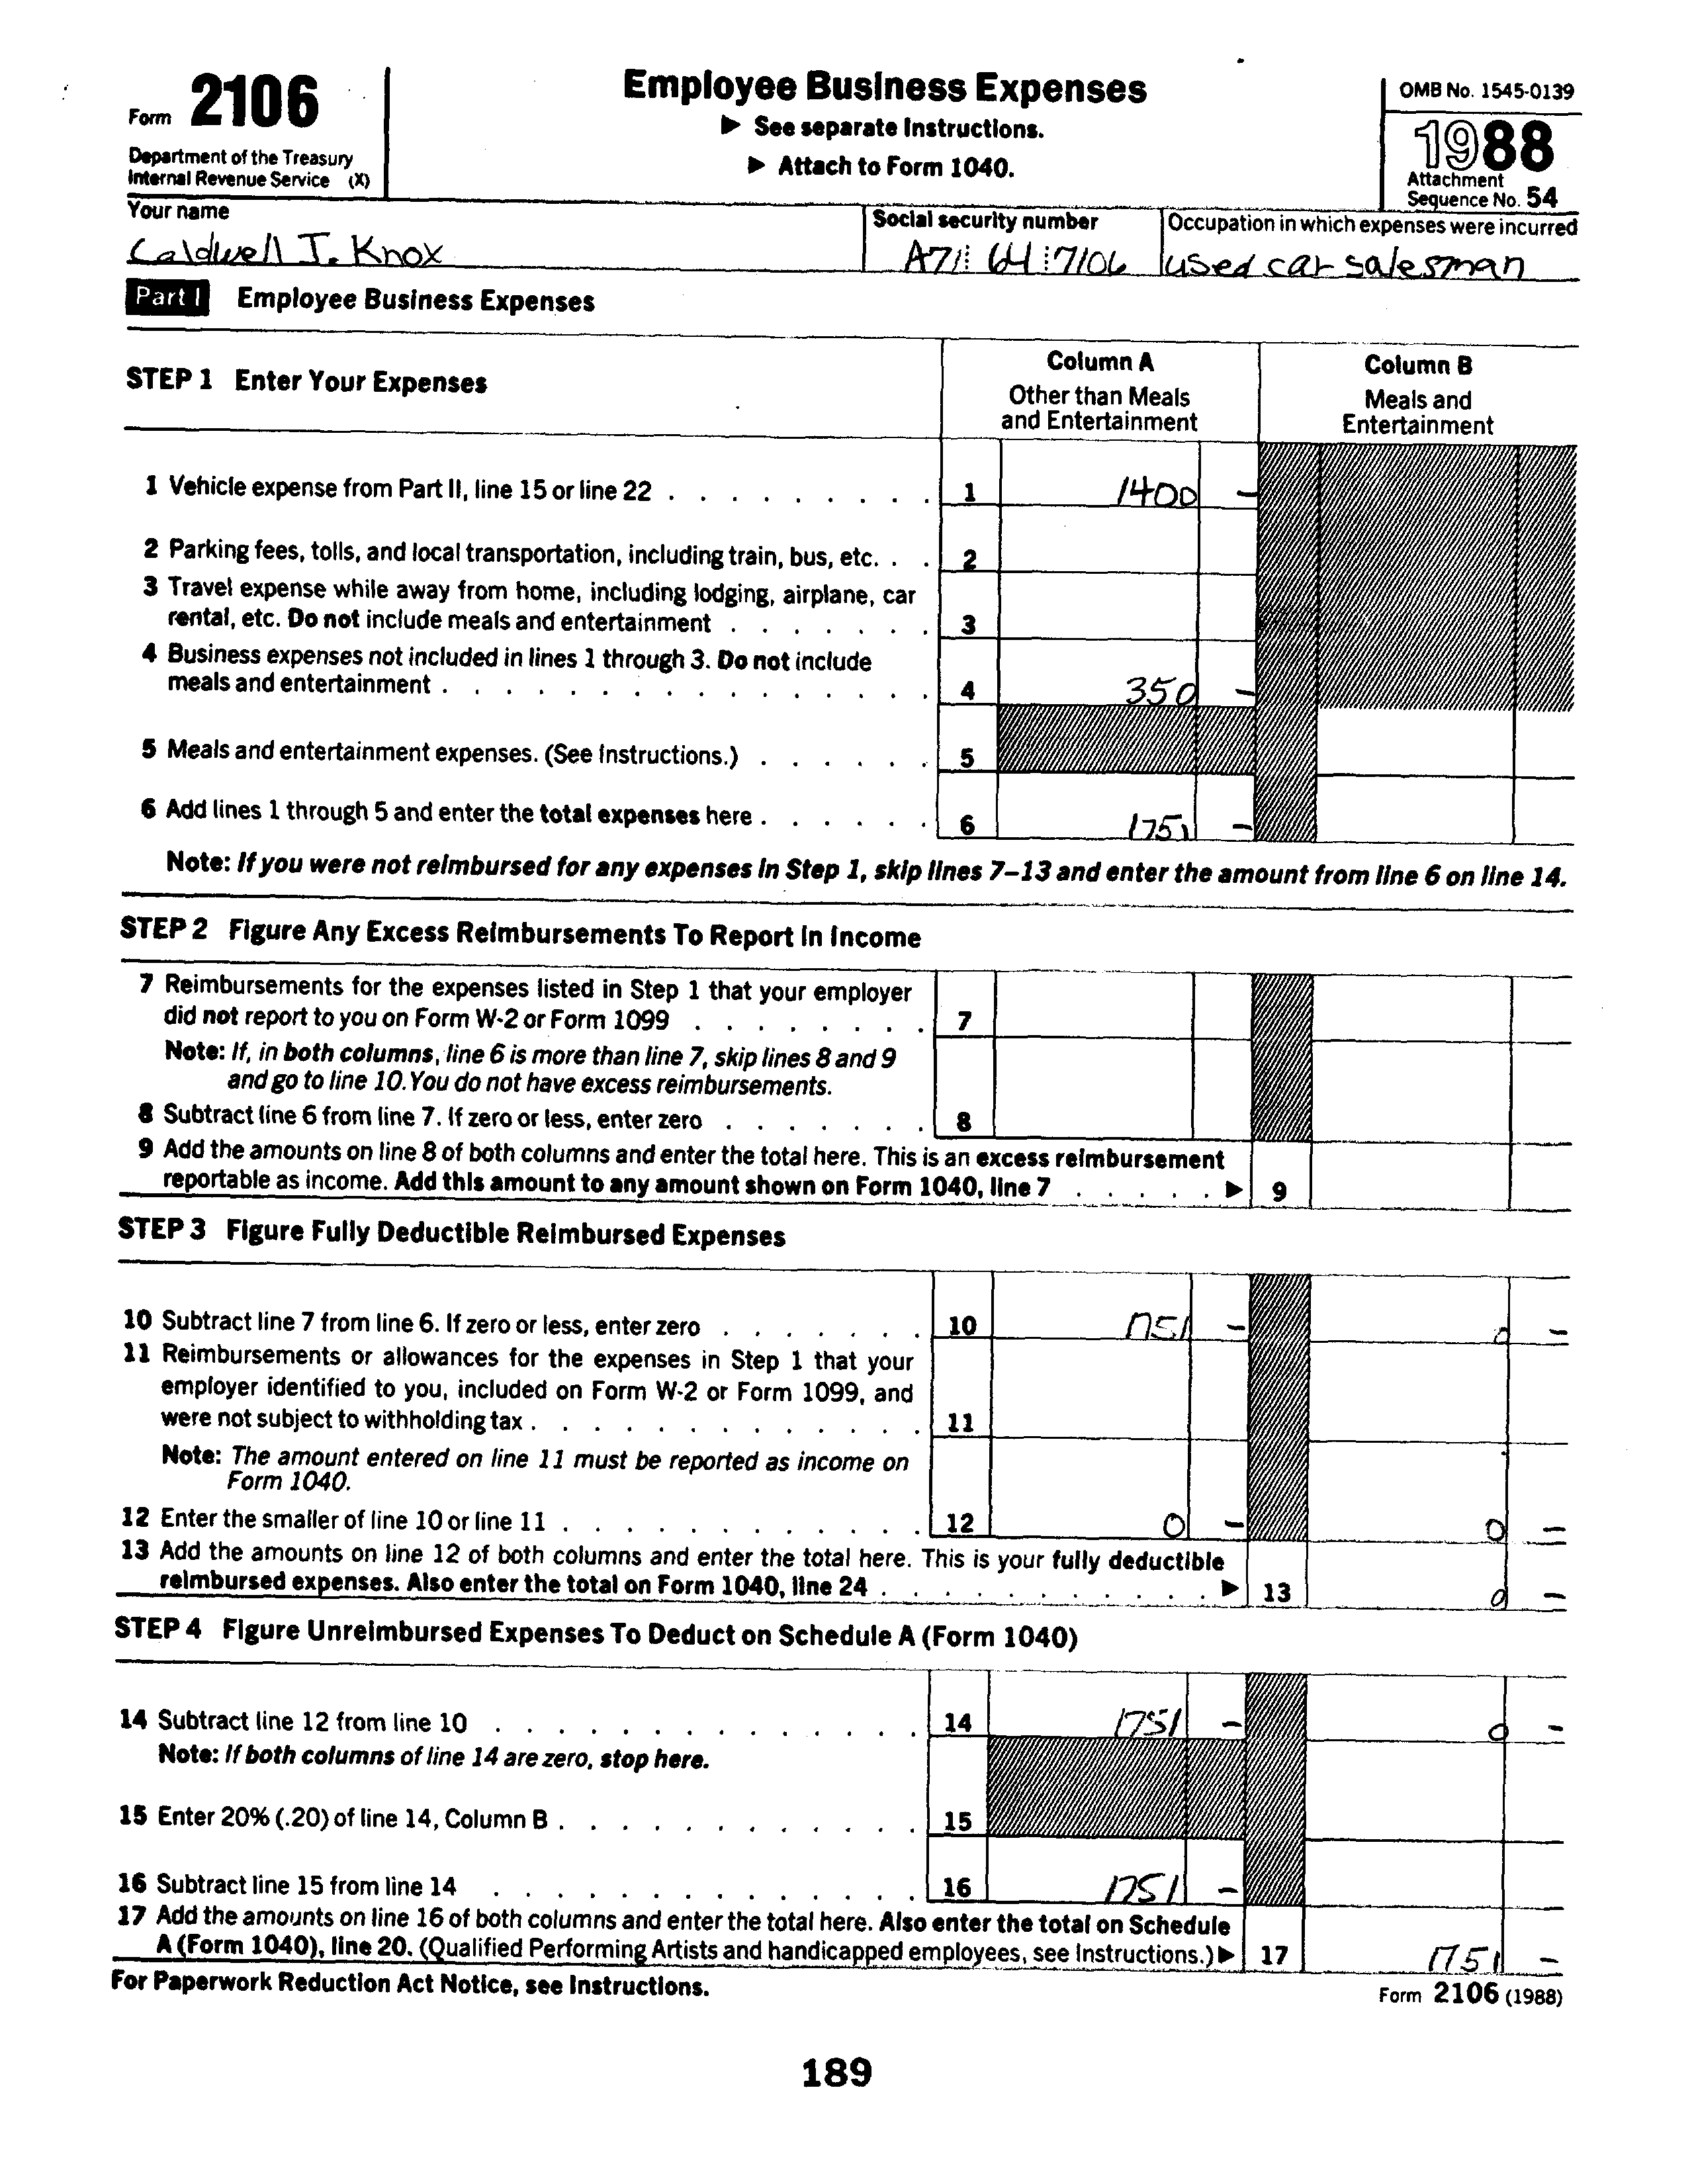 Form 2106
Department of the Treasury
Internal Revenue Service (X)
Employee Business Expenses
▶ See separate Instructions.
▶ Attach to Form 1040.
OMB No. 1545-0139
1988
Attachment
Sequence No. 54
Your name
Caldwell J. Knox
Social security number
A71 64 7106
Occupation in which expenses were incurred
used car salesman
Part I Employee Business Expenses
STEP 1 Enter Your Expenses
Column A
Other than Meals
and Entertainment
Column B
Meals and
Entertainment
1 Vehicle expense from Part II, line 15 or line 22 . . . . . . . . . 1 1400 –
2 Parking fees, tolls, and local transportation, including train, bus, etc. . . 2
3 Travel expense while away from home, including lodging, airplane, car
rental, etc. Do not include meals and entertainment . . . . . . . 3
4 Business expenses not included in lines 1 through 3. Do not include
meals and entertainment . . . . . . . . . . . . . . . . 4 350 –
5 Meals and entertainment expenses. (See Instructions.) . . . . . . 5
6 Add lines 1 through 5 and enter the total expenses here . . . . . . 6 1751 –
Note: If you were not reimbursed for any expenses in Step 1, skip lines 7–13 and enter the amount from line 6 on line 14.
STEP 2 Figure Any Excess Reimbursements To Report in Income
7 Reimbursements for the expenses listed in Step 1 that your employer
did not report to you on Form W-2 or Form 1099 . . . . . . . . 7
Note: If, in both columns, line 6 is more than line 7, skip lines 8 and 9
and go to line 10. You do not have excess reimbursements.
8 Subtract line 6 from line 7. If zero or less, enter zero . . . . . . . 8
9 Add the amounts on line 8 of both columns and enter the total here. This is an excess reimbursement
reportable as income. Add this amount to any amount shown on Form 1040, line 7 . . . . . ▶ 9
STEP 3 Figure Fully Deductible Reimbursed Expenses
10 Subtract line 7 from line 6. If zero or less, enter zero . . . . . . . 10 1751 – 0 –
11 Reimbursements or allowances for the expenses in Step 1 that your
employer identified to you, included on Form W-2 or Form 1099, and
were not subject to withholding tax . . . . . . . . . . . . . 11
Note: The amount entered on line 11 must be reported as income on
Form 1040.
12 Enter the smaller of line 10 or line 11 . . . . . . . . . . . . 12 0 – 0 –
13 Add the amounts on line 12 of both columns and enter the total here. This is your fully deductible
reimbursed expenses. Also enter the total on Form 1040, line 24 . . . . . . . . . . . ▶ 13 0 –
STEP 4 Figure Unreimbursed Expenses To Deduct on Schedule A (Form 1040)
14 Subtract line 12 from line 10 . . . . . . . . . . . . . . 14 1751 – 0 –
Note: If both columns of line 14 are zero, stop here.
15 Enter 20% (.20) of line 14, Column B . . . . . . . . . . . . 15
16 Subtract line 15 from line 14 . . . . . . . . . . . . . . 16 1751 –
17 Add the amounts on line 16 of both columns and enter the total here. Also enter the total on Schedule
A (Form 1040), line 20. (Qualified Performing Artists and handicapped employees, see Instructions.) ▶ 17 1751 –
For Paperwork Reduction Act Notice, see Instructions.
Form 2106 (1988)
189